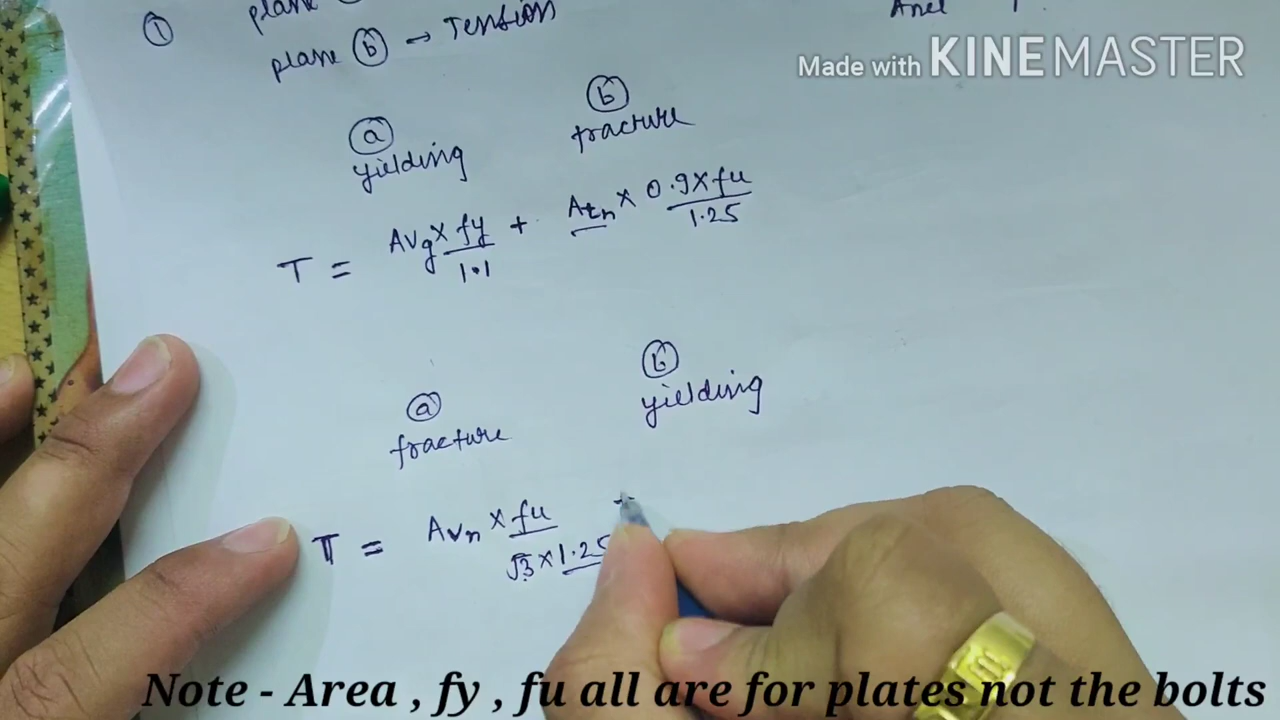 ① plane
plane ⓑ → Tension
Made with KINEMASTER
ⓐ ⓑ
yielding fracture
T = Avg × fy/1.1 + Atn × 0.9×fu/1.25
ⓐ ⓑ
fracture yielding
T = Avn × fu/√3×1.25
Note - Area , fy , fu all are for plates not the bolts